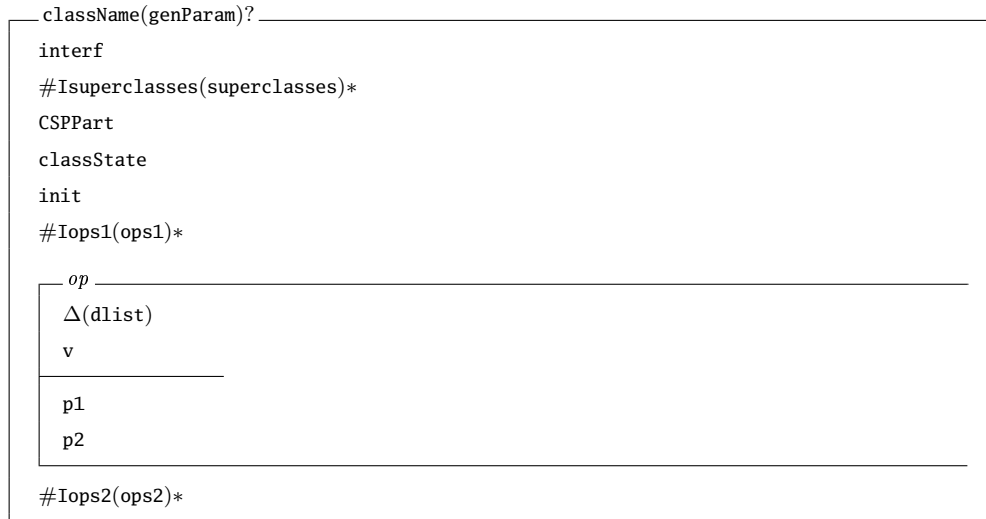 className(genParam)?
interf
#Isuperclasses(superclasses)∗
CSPPart
classState
init
#Iops1(ops1)∗
op
Δ(dlist)
v
p1
p2
#Iops2(ops2)∗